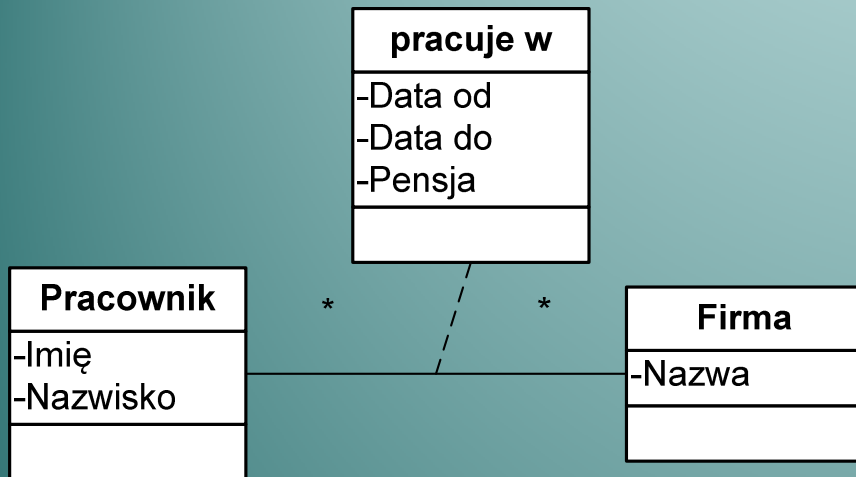 pracuje w
-Data od
-Data do
-Pensja
Pracownik
-Imię
-Nazwisko
*
*
Firma
-Nazwa